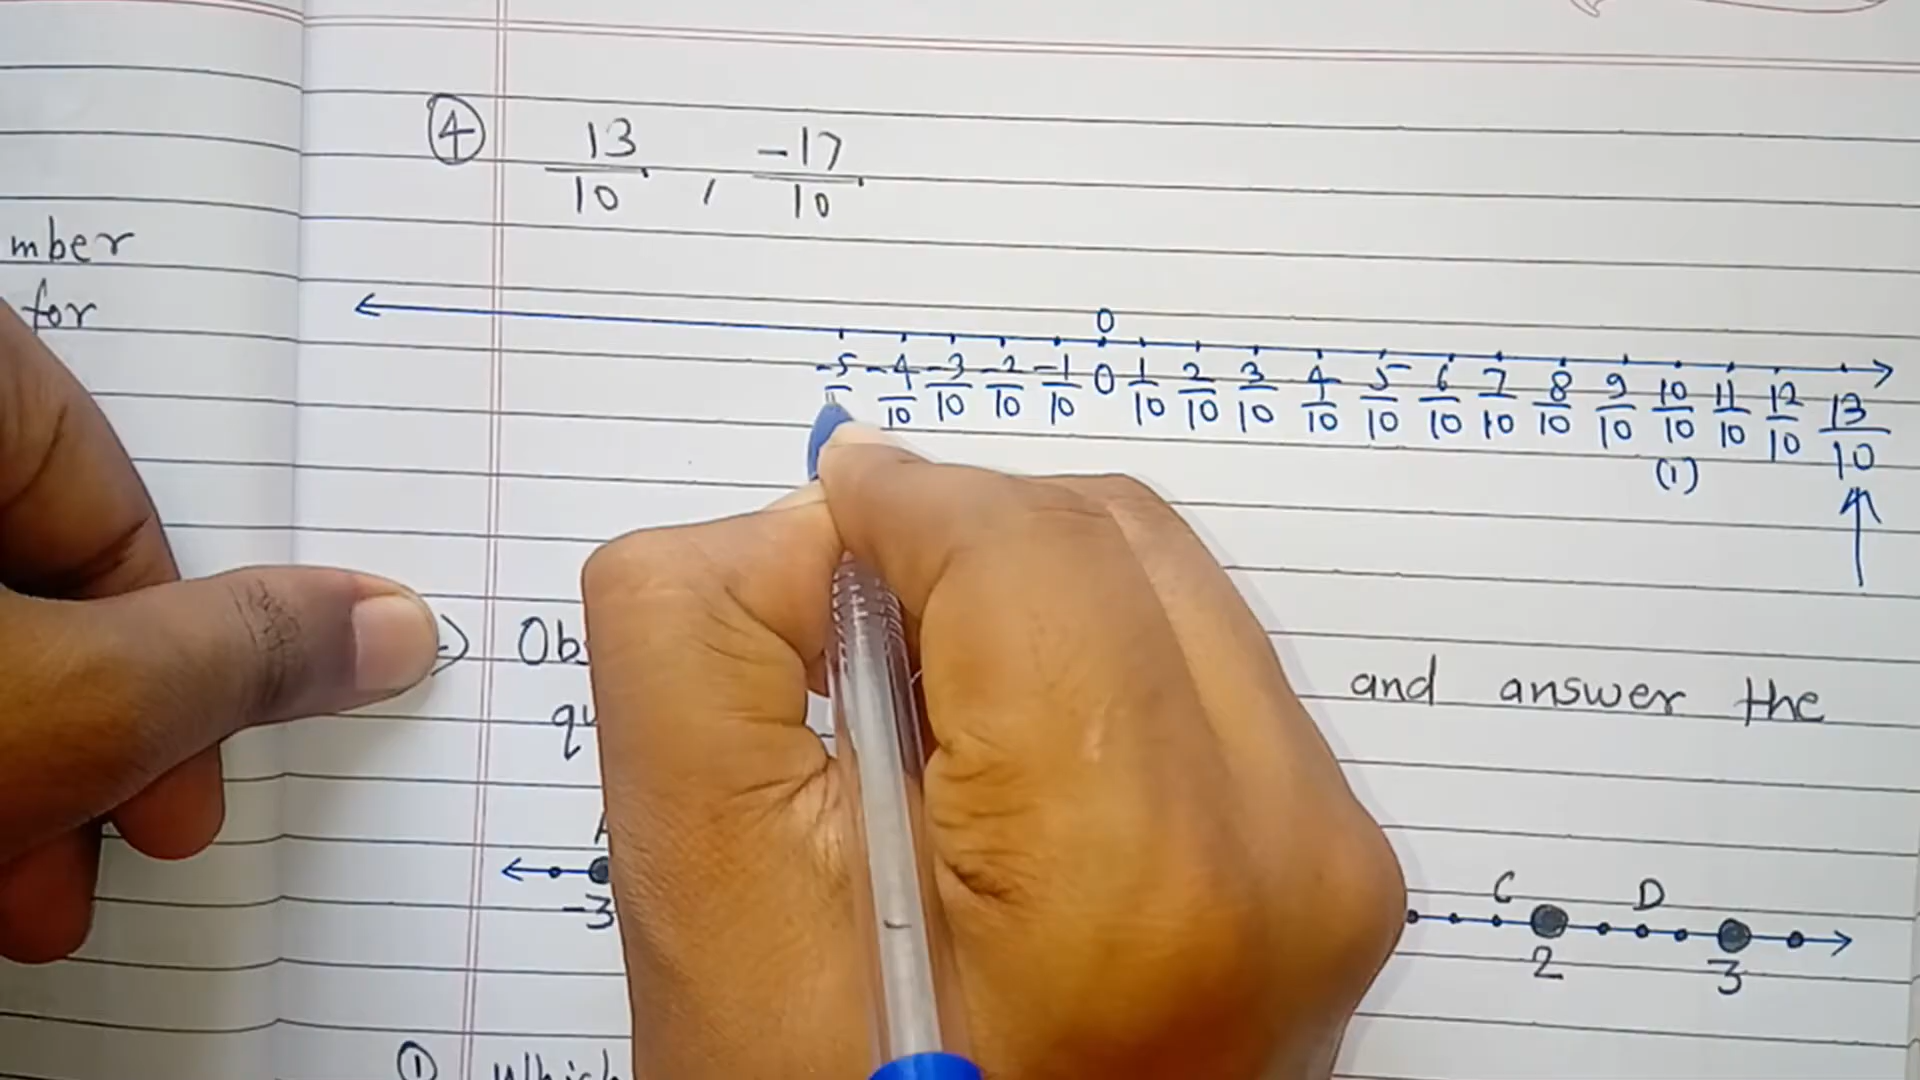 ④ 13/10 , -17/10
mber
for
0
-5 -4/10 -3/10 -2/10 -1/10 0 1/10 2/10 3/10 4/10 5/10 6/10 7/10 8/10 9/10 10/10 11/10 12/10 13/10
(1)
and answer the
C D
-3 2 3
① Which